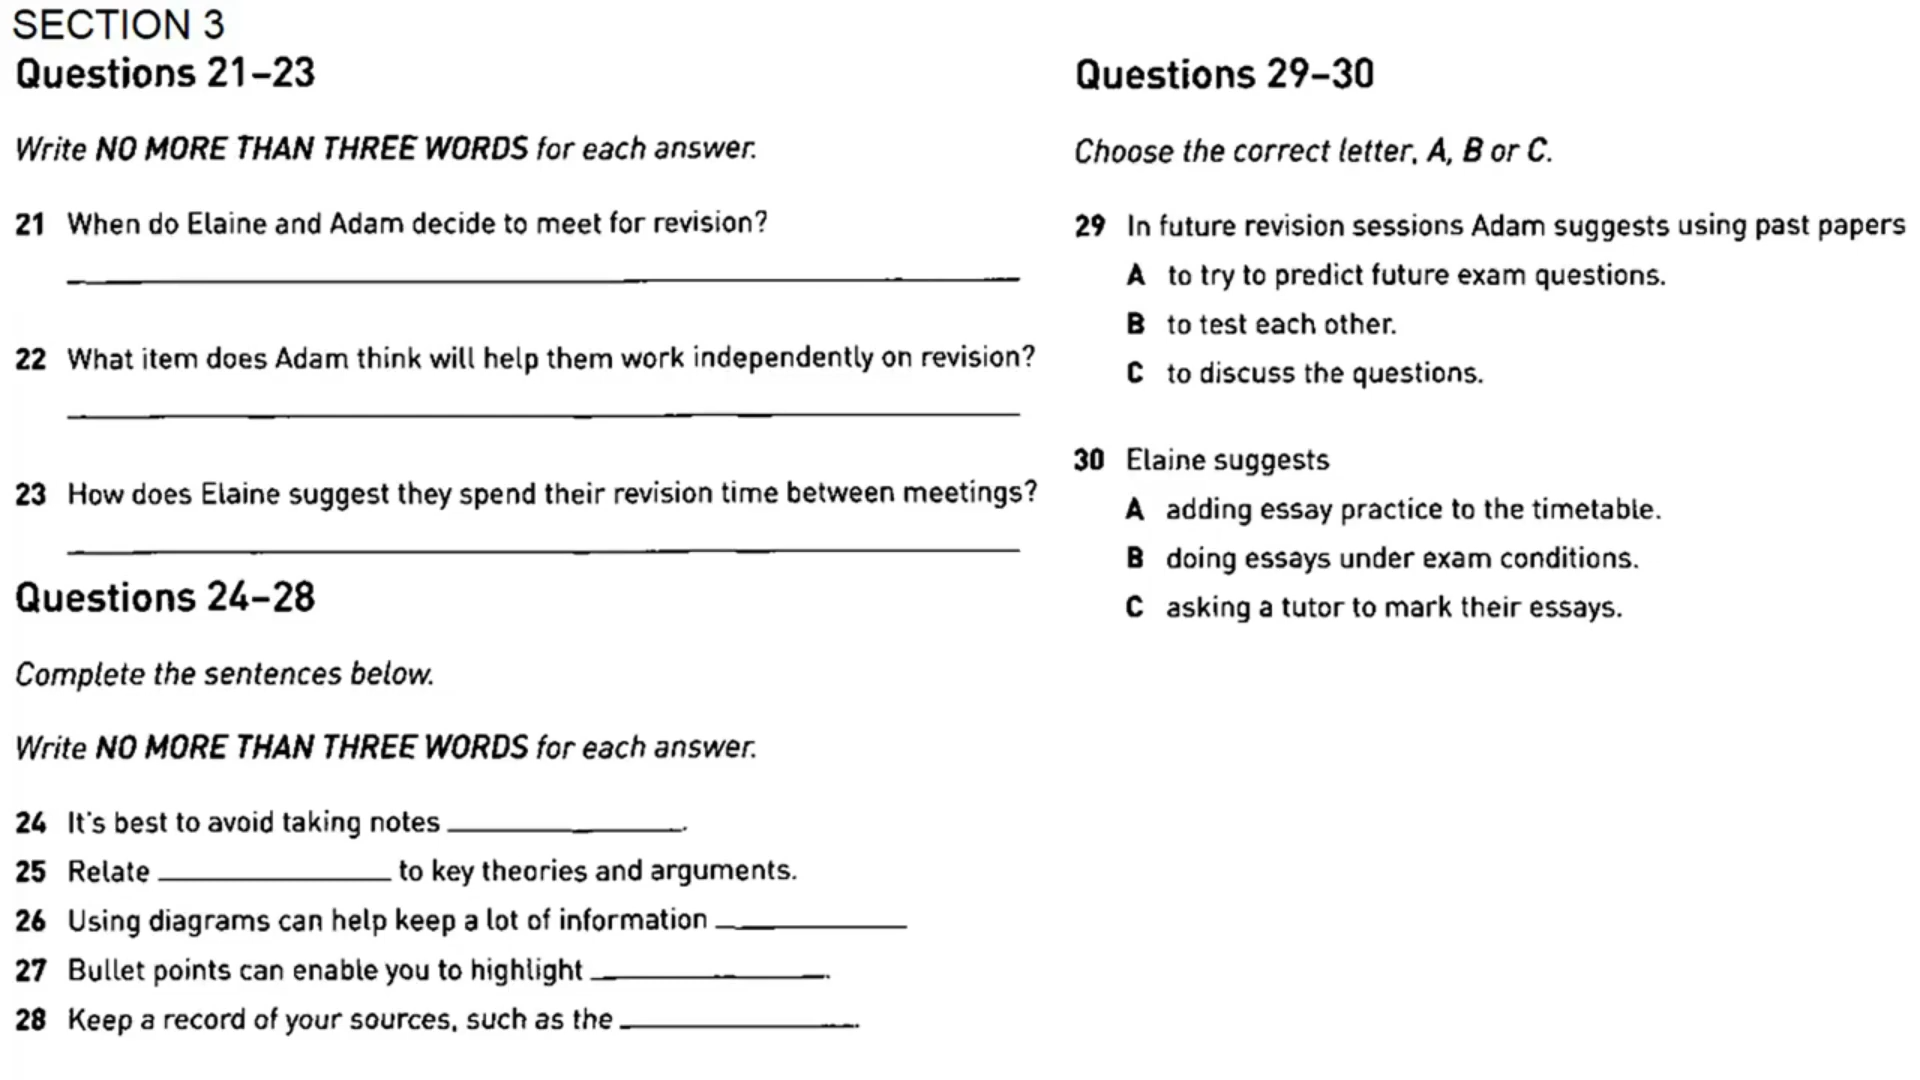 SECTION 3
Questions 21–23
Write NO MORE THAN THREE WORDS for each answer.
21 When do Elaine and Adam decide to meet for revision?
22 What item does Adam think will help them work independently on revision?
23 How does Elaine suggest they spend their revision time between meetings?
Questions 24–28
Complete the sentences below.
Write NO MORE THAN THREE WORDS for each answer.
24 It's best to avoid taking notes ______________.
25 Relate ______________ to key theories and arguments.
26 Using diagrams can help keep a lot of information ____________
27 Bullet points can enable you to highlight ______________.
28 Keep a record of your sources, such as the ______________.
Questions 29–30
Choose the correct letter, A, B or C.
29 In future revision sessions Adam suggests using past papers
A to try to predict future exam questions.
B to test each other.
C to discuss the questions.
30 Elaine suggests
A adding essay practice to the timetable.
B doing essays under exam conditions.
C asking a tutor to mark their essays.